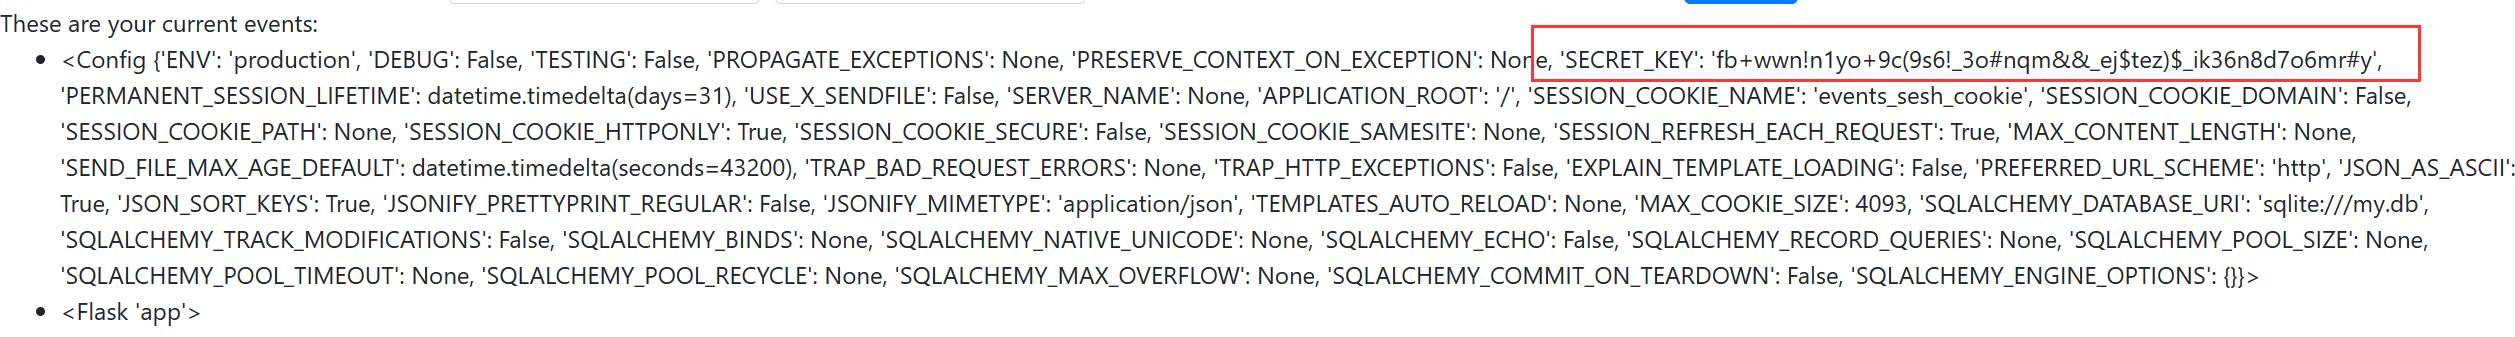 These are your current events:
• <Config {'ENV': 'production', 'DEBUG': False, 'TESTING': False, 'PROPAGATE_EXCEPTIONS': None, 'PRESERVE_CONTEXT_ON_EXCEPTION': None, 'SECRET_KEY': 'fb+wwn!n1yo+9c(9s6!_3o#nqm&&_ej$tez)$_ik36n8d7o6mr#y',
'PERMANENT_SESSION_LIFETIME': datetime.timedelta(days=31), 'USE_X_SENDFILE': False, 'SERVER_NAME': None, 'APPLICATION_ROOT': '/', 'SESSION_COOKIE_NAME': 'events_sesh_cookie', 'SESSION_COOKIE_DOMAIN': False,
'SESSION_COOKIE_PATH': None, 'SESSION_COOKIE_HTTPONLY': True, 'SESSION_COOKIE_SECURE': False, 'SESSION_COOKIE_SAMESITE': None, 'SESSION_REFRESH_EACH_REQUEST': True, 'MAX_CONTENT_LENGTH': None,
'SEND_FILE_MAX_AGE_DEFAULT': datetime.timedelta(seconds=43200), 'TRAP_BAD_REQUEST_ERRORS': None, 'TRAP_HTTP_EXCEPTIONS': False, 'EXPLAIN_TEMPLATE_LOADING': False, 'PREFERRED_URL_SCHEME': 'http', 'JSON_AS_ASCII':
True, 'JSON_SORT_KEYS': True, 'JSONIFY_PRETTYPRINT_REGULAR': False, 'JSONIFY_MIMETYPE': 'application/json', 'TEMPLATES_AUTO_RELOAD': None, 'MAX_COOKIE_SIZE': 4093, 'SQLALCHEMY_DATABASE_URI': 'sqlite:///my.db',
'SQLALCHEMY_TRACK_MODIFICATIONS': False, 'SQLALCHEMY_BINDS': None, 'SQLALCHEMY_NATIVE_UNICODE': None, 'SQLALCHEMY_ECHO': False, 'SQLALCHEMY_RECORD_QUERIES': None, 'SQLALCHEMY_POOL_SIZE': None,
'SQLALCHEMY_POOL_TIMEOUT': None, 'SQLALCHEMY_POOL_RECYCLE': None, 'SQLALCHEMY_MAX_OVERFLOW': None, 'SQLALCHEMY_COMMIT_ON_TEARDOWN': False, 'SQLALCHEMY_ENGINE_OPTIONS': {}}>
• <Flask 'app'>